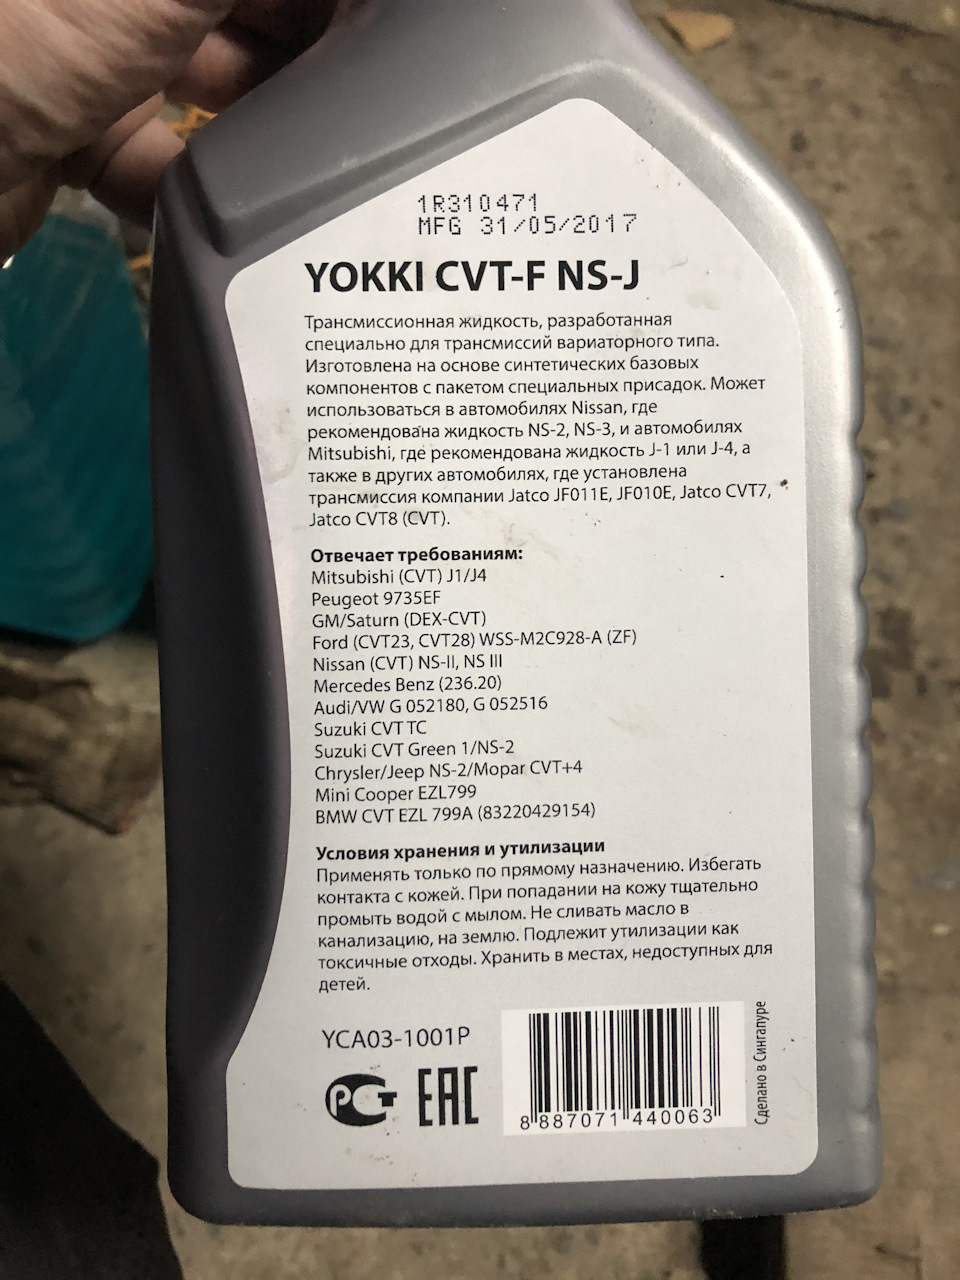 1R310471
MFG 31/05/2017
YOKKI CVT-F NS-J
Трансмиссионная жидкость, разработанная
специально для трансмиссий вариаторного типа.
Изготовлена на основе синтетических базовых
компонентов с пакетом специальных присадок. Может
использоваться в автомобилях Nissan, где
рекомендована жидкость NS-2, NS-3, и автомобилях
Mitsubishi, где рекомендована жидкость J-1 или J-4, а
также в других автомобилях, где установлена
трансмиссия компании Jatco JF011E, JF010E, Jatco CVT7,
Jatco CVT8 (CVT).
Отвечает требованиям:
Mitsubishi (CVT) J1/J4
Peugeot 9735EF
GM/Saturn (DEX-CVT)
Ford (CVT23, CVT28) WSS-M2C928-A (ZF)
Nissan (CVT) NS-II, NS III
Mercedes Benz (236.20)
Audi/VW G 052180, G 052516
Suzuki CVT TC
Suzuki CVT Green 1/NS-2
Chrysler/Jeep NS-2/Mopar CVT+4
Mini Cooper EZL799
BMW CVT EZL 799A (83220429154)
Условия хранения и утилизации
Применять только по прямому назначению. Избегать
контакта с кожей. При попадании на кожу тщательно
промыть водой с мылом. Не сливать масло в
канализацию, на землю. Подлежит утилизации как
токсичные отходы. Хранить в местах, недоступных для
детей.
YCA03-1001P
РСТ EAC
8 887071 440063
Сделано в Сингапуре